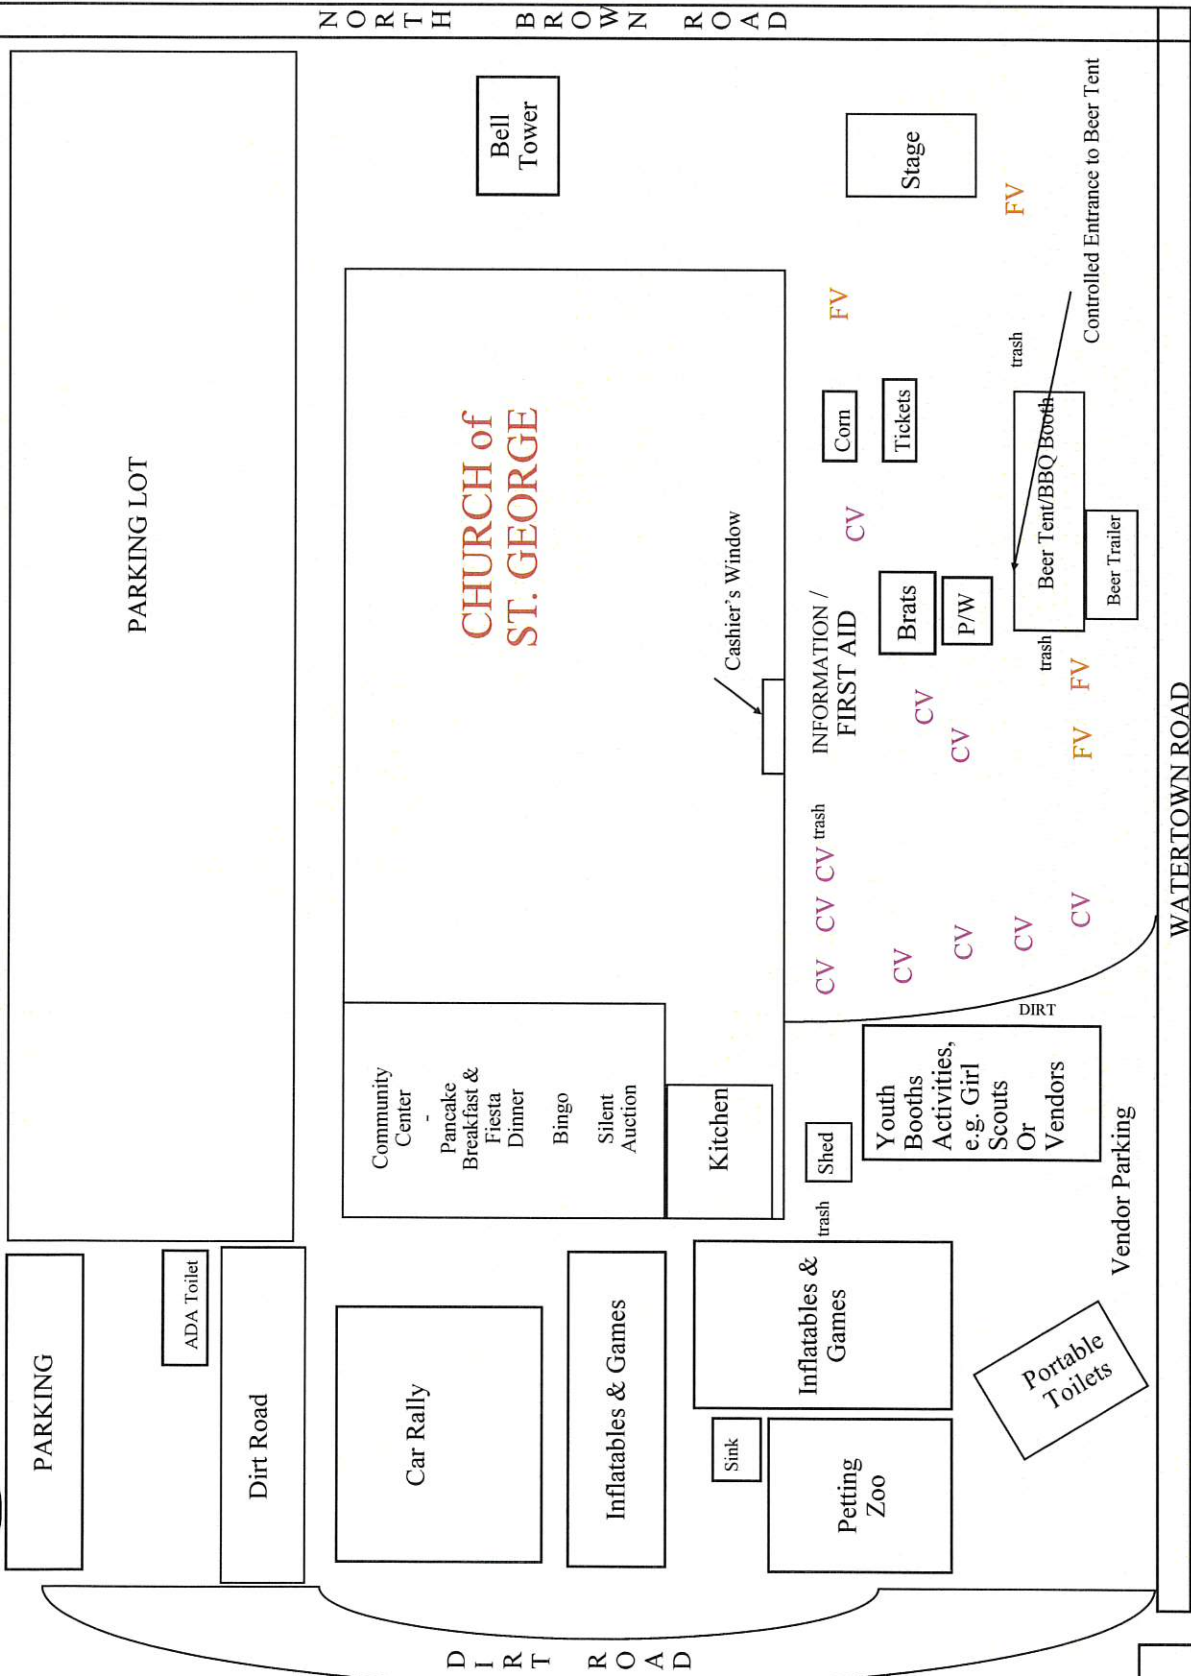 NORTH BROWN ROAD
PARKING LOT
Bell
Tower
Stage
FV
Controlled Entrance to Beer Tent
CHURCH of
ST. GEORGE
FV
Corn
Tickets
trash
Beer Tent/BBQ Booth
Beer Trailer
CV
Cashier's Window
INFORMATION /
FIRST AID
Brats
P/W
trash
CV
CV
FV FV
CV CV CV trash
CV
CV
CV
CV
WATERTOWN ROAD
DIRT
Community
Center
-
Pancake
Breakfast &
Fiesta
Dinner
Bingo
Silent
Auction
Kitchen
Shed
Youth
Booths
Activities,
e.g. Girl
Scouts
Or
Vendors
Vendor Parking
trash
PARKING
ADA Toilet
Dirt Road
Car Rally
Inflatables & Games
Inflatables &
Games
Sink
Petting
Zoo
Portable
Toilets
DIRT ROAD